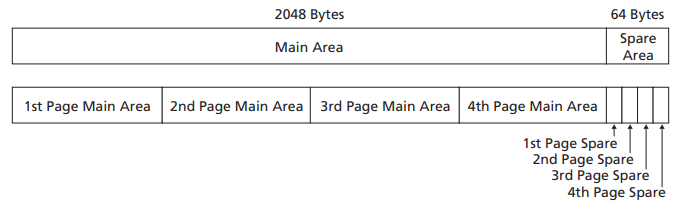 2048 Bytes
64 Bytes
Main Area
Spare
Area
1st Page Main Area
2nd Page Main Area
3rd Page Main Area
4th Page Main Area
1st Page Spare
2nd Page Spare
3rd Page Spare
4th Page Spare